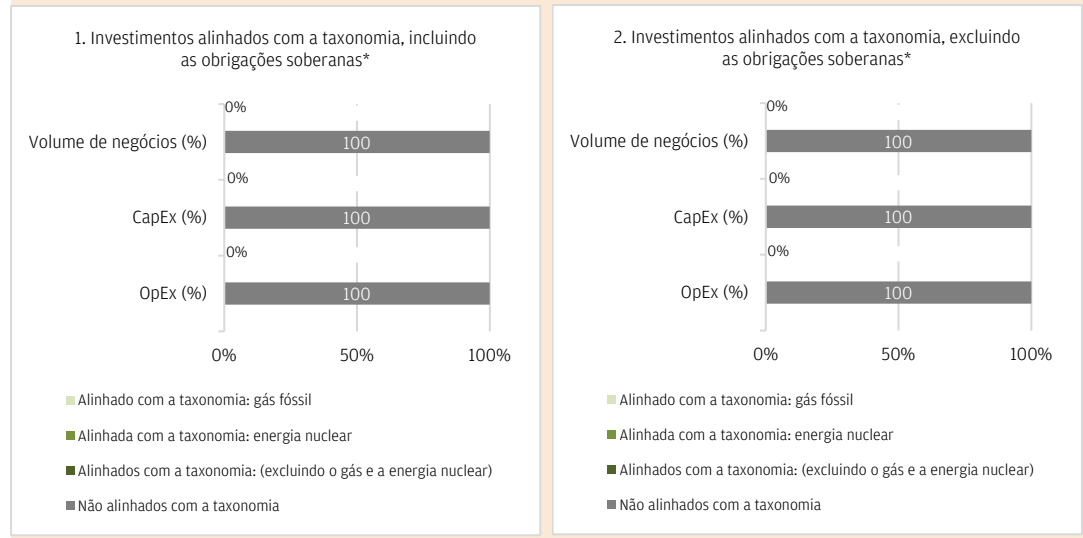 1. Investimentos alinhados com a taxonomia, incluindo
as obrigações soberanas*
0%
Volume de negócios (%)
100
0%
CapEx (%)
100
0%
OpEx (%)
100
0%
50%
100%
Alinhado com a taxonomia: gás fóssil
Alinhada com a taxonomia: energia nuclear
Alinhados com a taxonomia: (excluindo o gás e a energia nuclear)
Não alinhados com a taxonomia
2. Investimentos alinhados com a taxonomia, excluindo
as obrigações soberanas*
0%
Volume de negócios (%)
100
0%
CapEx (%)
100
0%
OpEx (%)
100
0%
50%
100%
Alinhado com a taxonomia: gás fóssil
Alinhada com a taxonomia: energia nuclear
Alinhados com a taxonomia: (excluindo o gás e a energia nuclear)
Não alinhados com a taxonomia